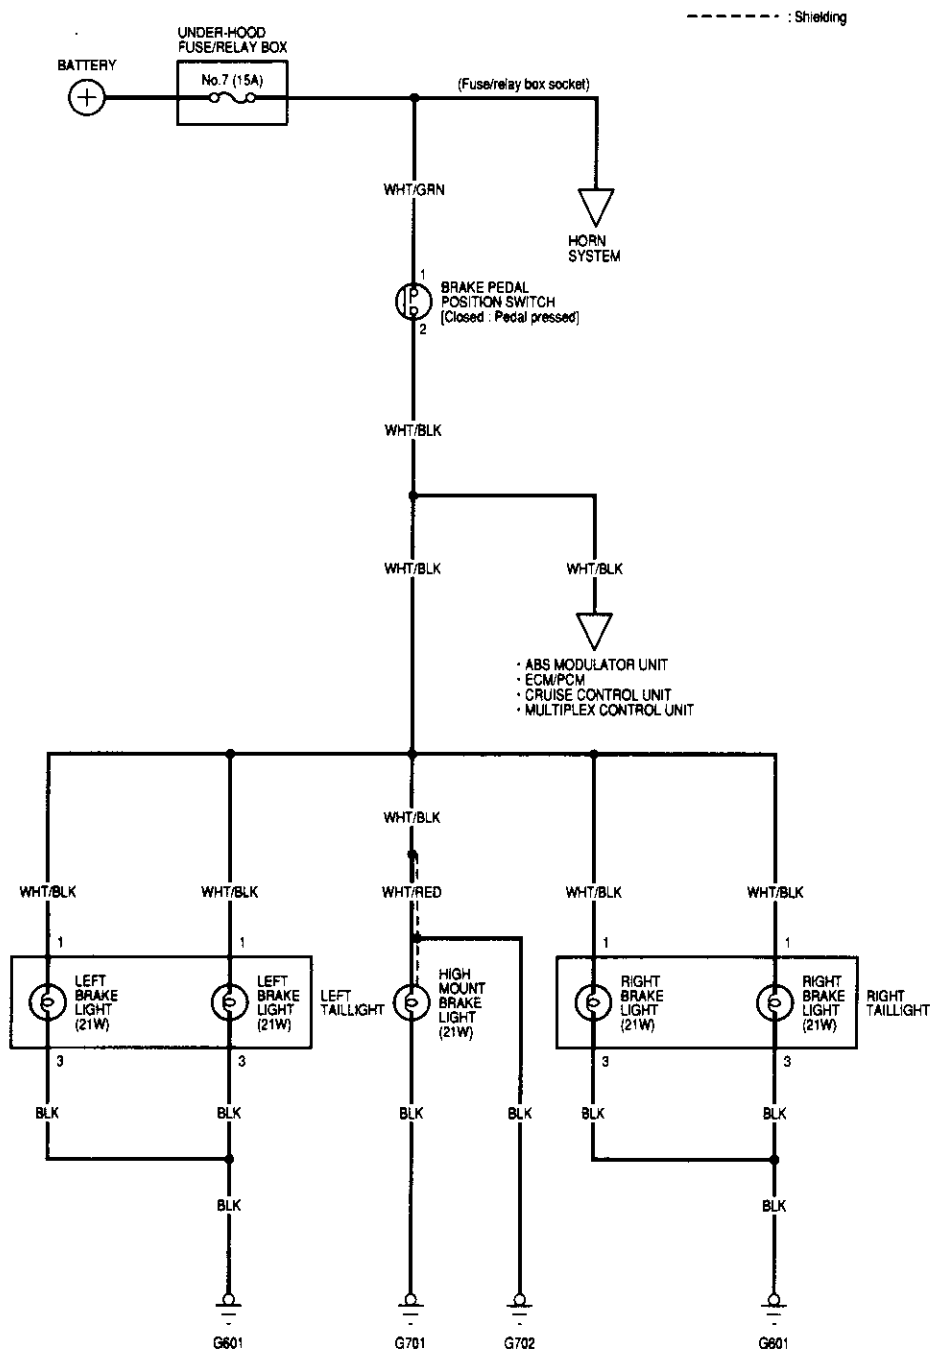 : Shielding
UNDER-HOOD
FUSE/RELAY BOX
BATTERY
No.7 (15A)
(Fuse/relay box socket)
WHT/GRN
HORN
SYSTEM
1
BRAKE PEDAL
POSITION SWITCH
[Closed : Pedal pressed]
2
WHT/BLK
WHT/BLK
WHT/BLK
· ABS MODULATOR UNIT
· ECM/PCM
· CRUISE CONTROL UNIT
· MULTIPLEX CONTROL UNIT
WHT/BLK
WHT/BLK
WHT/BLK
WHT/RED
WHT/BLK
WHT/BLK
1
1
1
1
LEFT
BRAKE
LIGHT
(21W)
LEFT
BRAKE
LIGHT
(21W)
LEFT
TAILLIGHT
HIGH
MOUNT
BRAKE
LIGHT
(21W)
RIGHT
BRAKE
LIGHT
(21W)
RIGHT
BRAKE
LIGHT
(21W)
RIGHT
TAILLIGHT
3
3
3
3
BLK
BLK
BLK
BLK
BLK
BLK
BLK
BLK
G601
G701
G702
G601